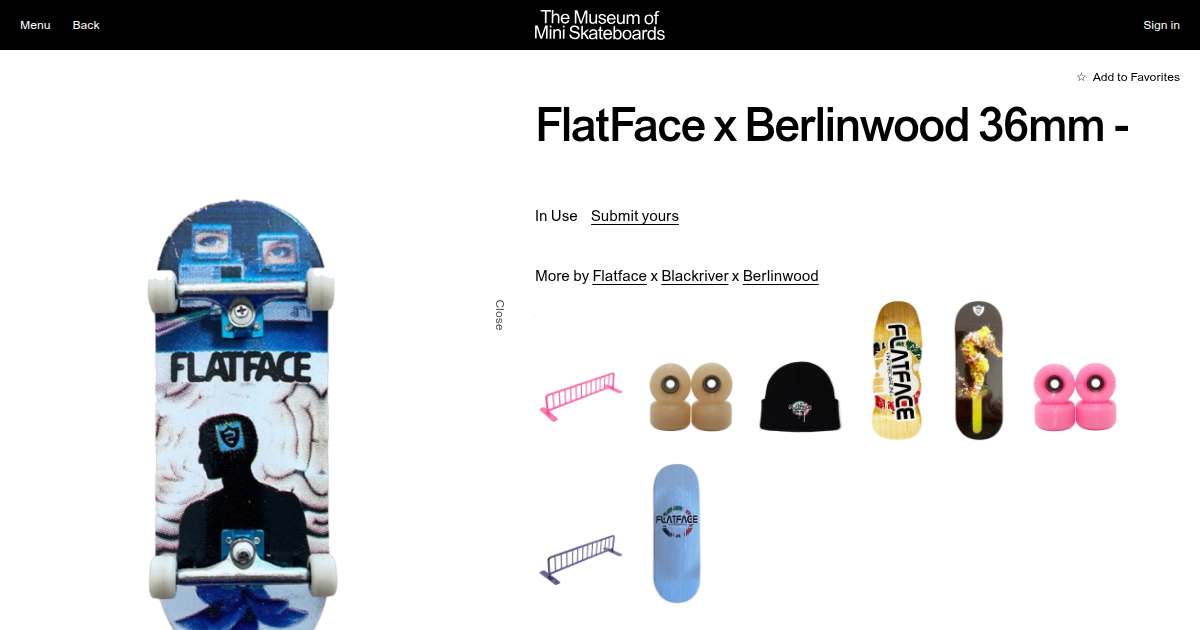 Menu
Back
The Museum of
Mini Skateboards
Sign in
☆ Add to Favorites
FlatFace x Berlinwood 36mm -
In Use Submit yours
More by Flatface x Blackriver x Berlinwood
Close
FLATFACE
FLATFACE
FLATFACE